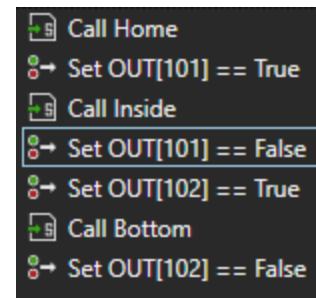 Call Home
Set OUT[101] == True
Call Inside
Set OUT[101] == False
Set OUT[102] == True
Call Bottom
Set OUT[102] == False